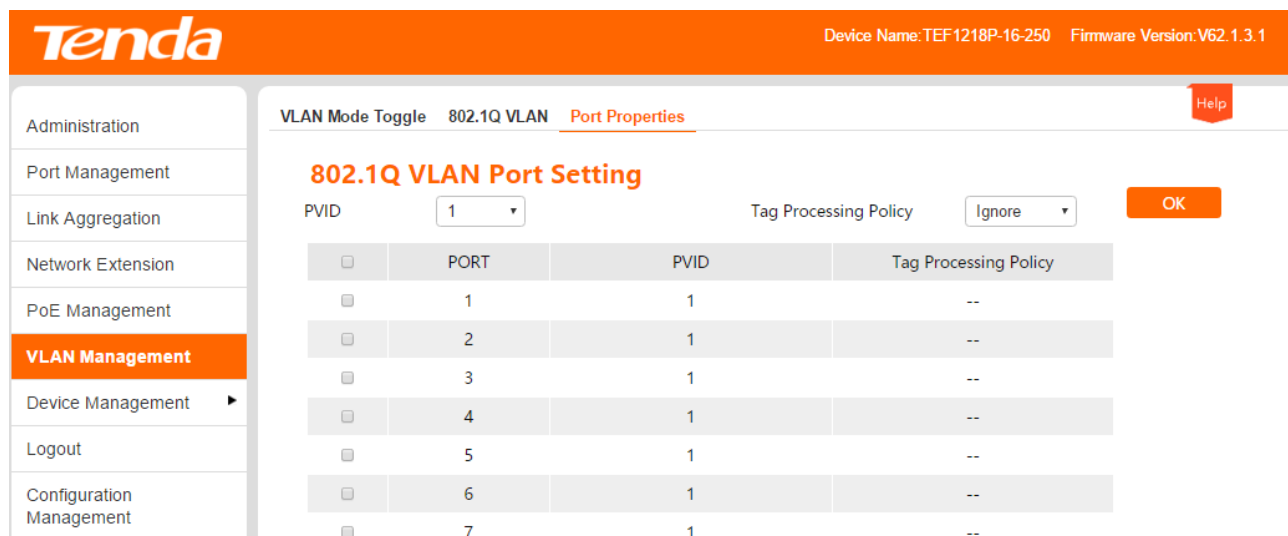 Tenda
Device Name:TEF1218P-16-250 Firmware Version:V62.1.3.1
Administration
Port Management
Link Aggregation
Network Extension
PoE Management
VLAN Management
Device Management
Logout
Configuration
Management
VLAN Mode Toggle 802.1Q VLAN Port Properties
Help
802.1Q VLAN Port Setting
PVID 1 Tag Processing Policy Ignore OK
PORT PVID Tag Processing Policy
1 1 --
2 1 --
3 1 --
4 1 --
5 1 --
6 1 --
7 1 --